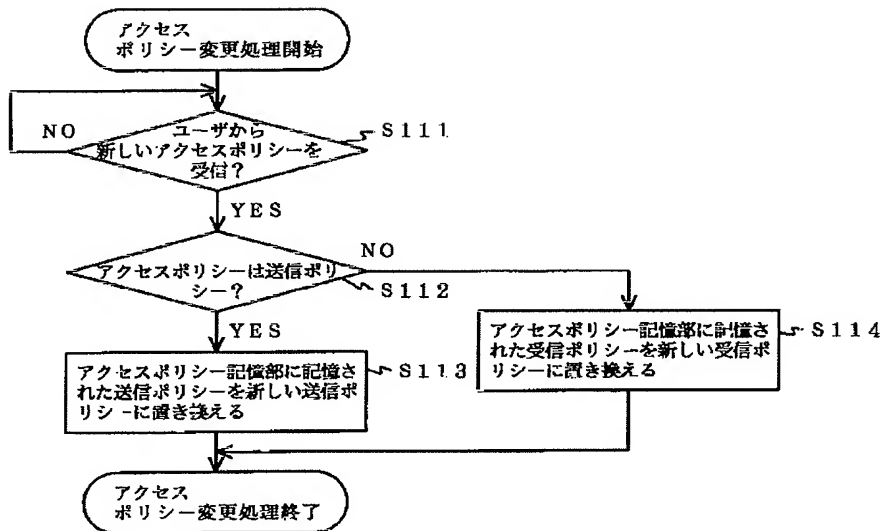 アクセス
ポリシー変更処理開始
NO
ユーザから
新しいアクセスポリシーを
受信？
S111
YES
NO
アクセスポリシーは送信ポリ
シー？
S112
YES
アクセスポリシー記憶部に記憶さ
れた送信ポリシーを新しい送信ポ
リシーに置き換える
S113
アクセスポリシー記憶部に記憶さ
れた受信ポリシーを新しい受信ポ
リシーに置き換える
S114
アクセス
ポリシー変更処理終了